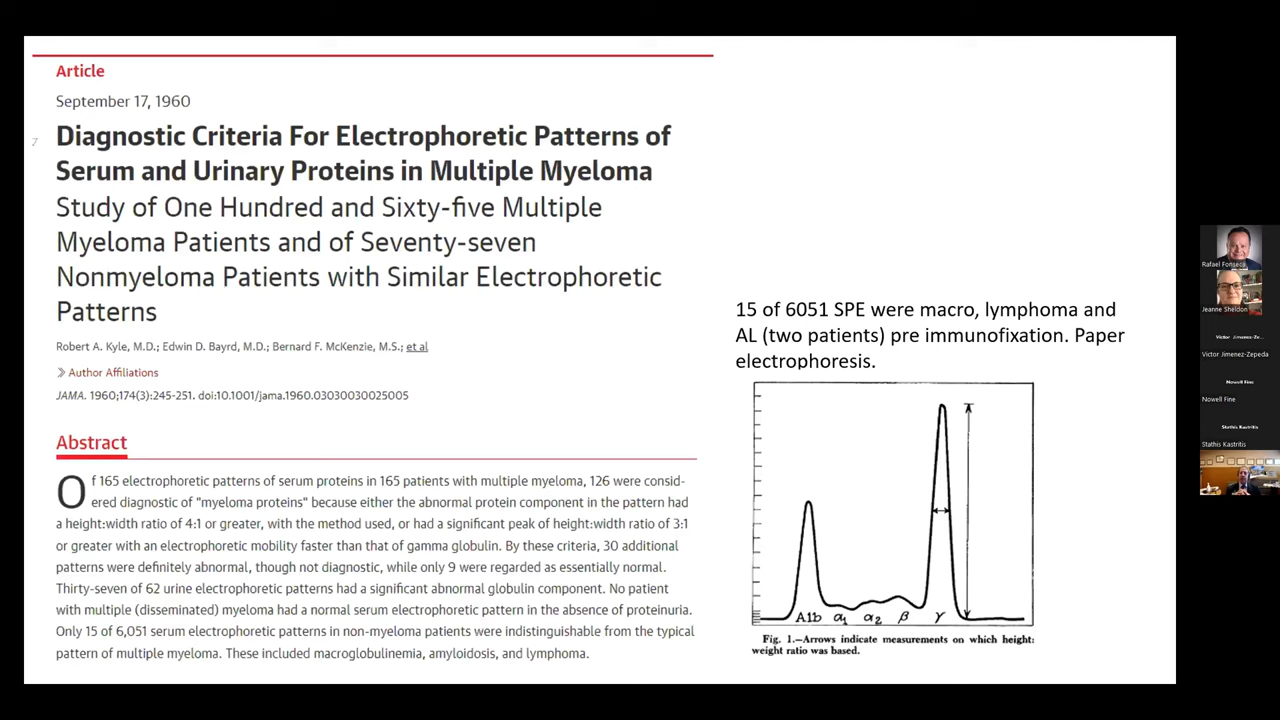 Article
September 17, 1960
7
Diagnostic Criteria For Electrophoretic Patterns of
Serum and Urinary Proteins in Multiple Myeloma
Study of One Hundred and Sixty-five Multiple
Myeloma Patients and of Seventy-seven
Nonmyeloma Patients with Similar Electrophoretic
Patterns
Robert A. Kyle, M.D.; Edwin D. Bayrd, M.D.; Bernard F. McKenzie, M.S.; et al
» Author Affiliations
JAMA. 1960;174(3):245-251. doi:10.1001/jama.1960.03030030025005
Abstract
Of 165 electrophoretic patterns of serum proteins in 165 patients with multiple myeloma, 126 were consid-
ered diagnostic of "myeloma proteins" because either the abnormal protein component in the pattern had
a height:width ratio of 4:1 or greater, with the method used, or had a significant peak of height:width ratio of 3:1
or greater with an electrophoretic mobility faster than that of gamma globulin. By these criteria, 30 additional
patterns were definitely abnormal, though not diagnostic, while only 9 were regarded as essentially normal.
Thirty-seven of 62 urine electrophoretic patterns had a significant abnormal globulin component. No patient
with multiple (disseminated) myeloma had a normal serum electrophoretic pattern in the absence of proteinuria.
Only 15 of 6,051 serum electrophoretic patterns in non-myeloma patients were indistinguishable from the typical
pattern of multiple myeloma. These included macroglobulinemia, amyloidosis, and lymphoma.
15 of 6051 SPE were macro, lymphoma and
AL (two patients) pre immunofixation. Paper
electrophoresis.
Alb α1 α2 β γ
Fig. 1.—Arrows indicate measurements on which height:
weight ratio was based.
Rafael Fonseca
Jeanne Sheldon
Victor Jimenez-Ze...
Victor Jimenez-Zepeda
Nowell Fine
Nowell Fine
Stathis Kastritis
Stathis Kastritis